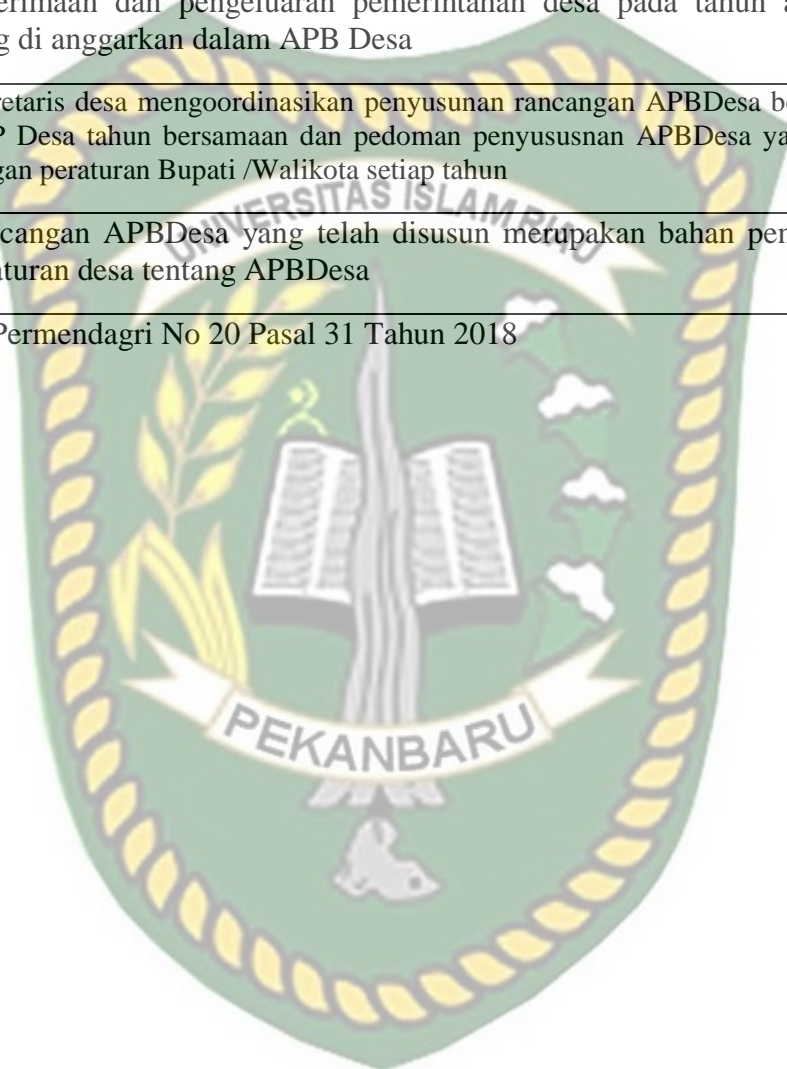 erimaan dan pengeluaran pemerintahan desa pada tahun a
g di anggarkan dalam APB Desa
retaris desa mengoordinasikan penyusunan rancangan APBDesa be
P Desa tahun bersamaan dan pedoman penyususnan APBDesa ya
gan peraturan Bupati /Walikota setiap tahun
UNIVERSITAS ISLAM RIAU
cangan APBDesa yang telah disusun merupakan bahan pen
aturan desa tentang APBDesa
Permendagri No 20 Pasal 31 Tahun 2018
PEKANBARU